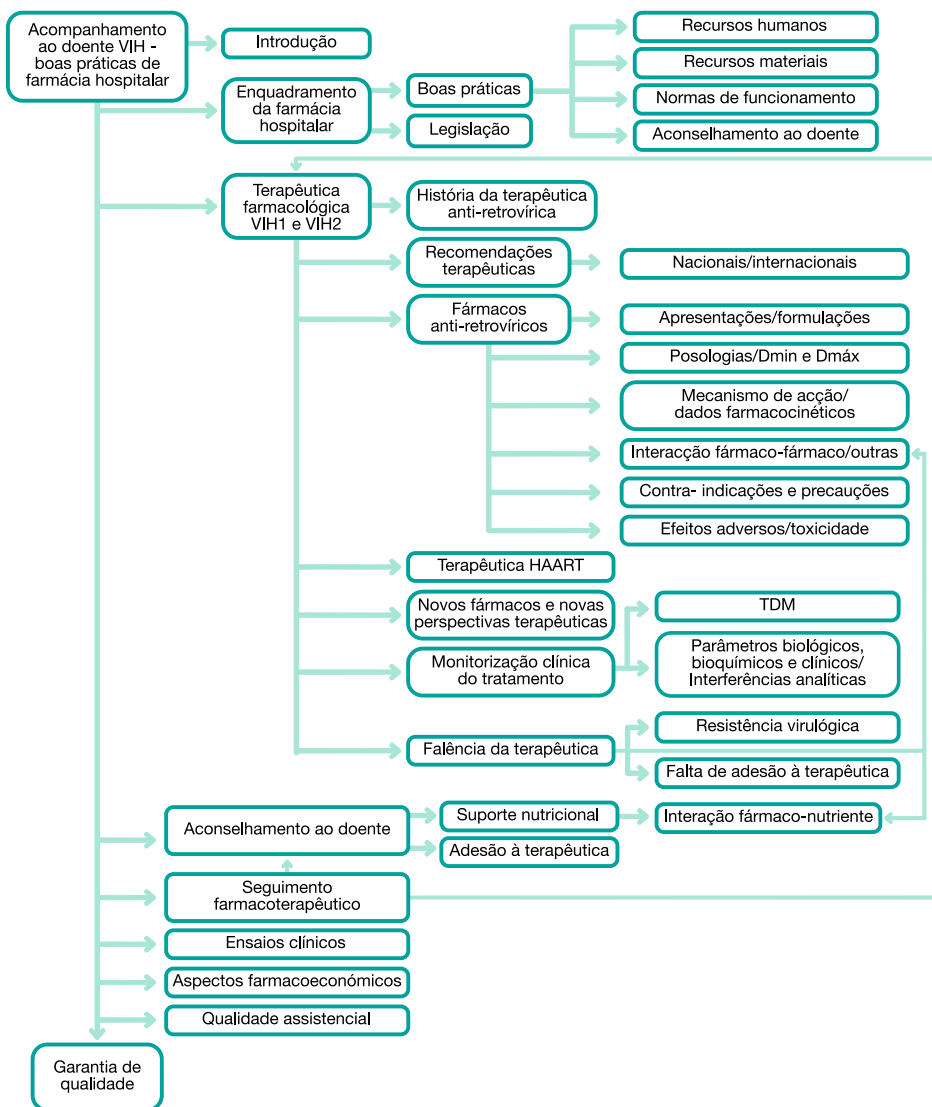 Acompanhamento
ao doente VIH -
boas práticas de
farmácia hospitalar
Introdução
Enquadramento
da farmácia
hospitalar
Boas práticas
Legislação
Recursos humanos
Recursos materiais
Normas de funcionamento
Aconselhamento ao doente
Terapêutica
farmacológica
VIH1 e VIH2
História da terapêutica
anti-retrovírica
Recomendações
terapêuticas
Nacionais/internacionais
Fármacos
anti-retrovíricos
Apresentações/formulações
Posologias/Dmin e Dmáx
Mecanismo de acção/
dados farmacocinéticos
Interacção fármaco-fármaco/outras
Contra- indicações e precauções
Efeitos adversos/toxicidade
Terapêutica HAART
Novos fármacos e novas
perspectivas terapêuticas
Monitorização clínica
do tratamento
TDM
Parâmetros biológicos,
bioquímicos e clínicos/
Interferências analíticas
Falência da terapêutica
Resistência virulógica
Falta de adesão à terapêutica
Aconselhamento ao doente
Suporte nutricional
Interação fármaco-nutriente
Adesão à terapêutica
Seguimento
farmacoterapêutico
Ensaios clínicos
Aspectos farmacoeconómicos
Qualidade assistencial
Garantia de
qualidade